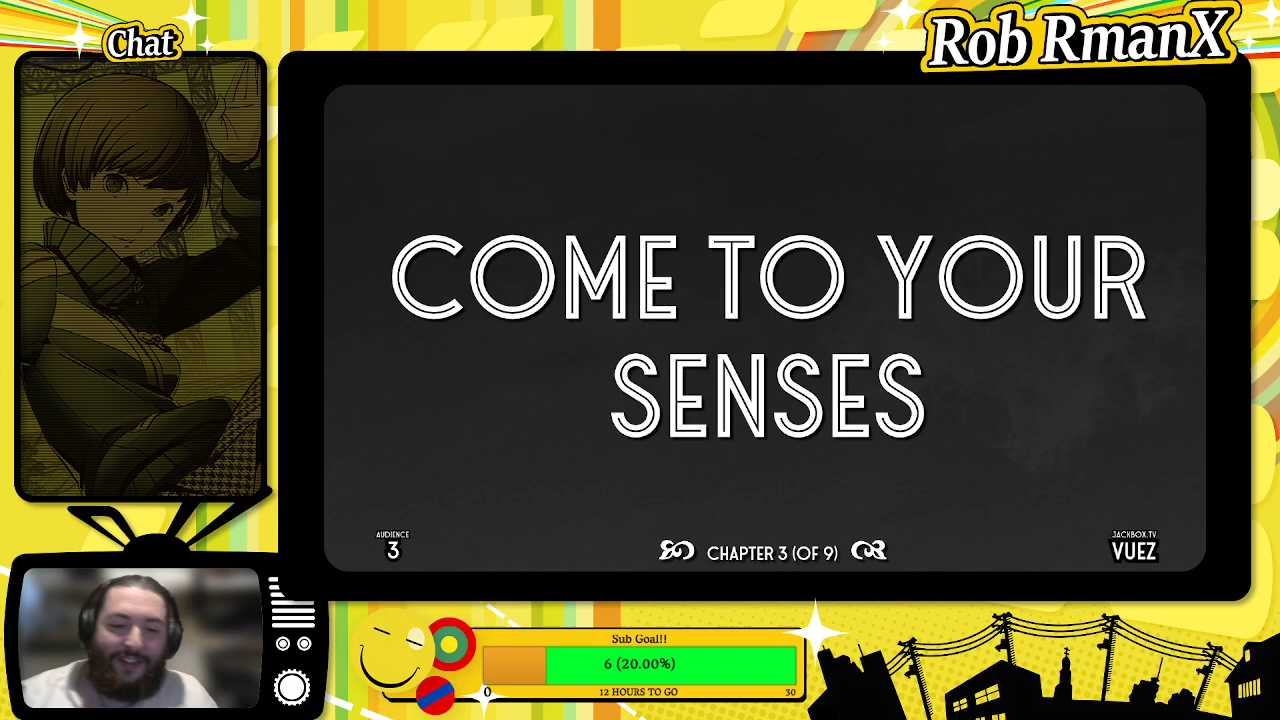 Chat
Rob RmanX
COME TO YOUR
SENSES
AUDIENCE
3
CHAPTER 3 (OF 9)
JACKBOX.TV
VUEZ
Sub Goal!!
6 (20.00%)
0
12 HOURS TO GO
30